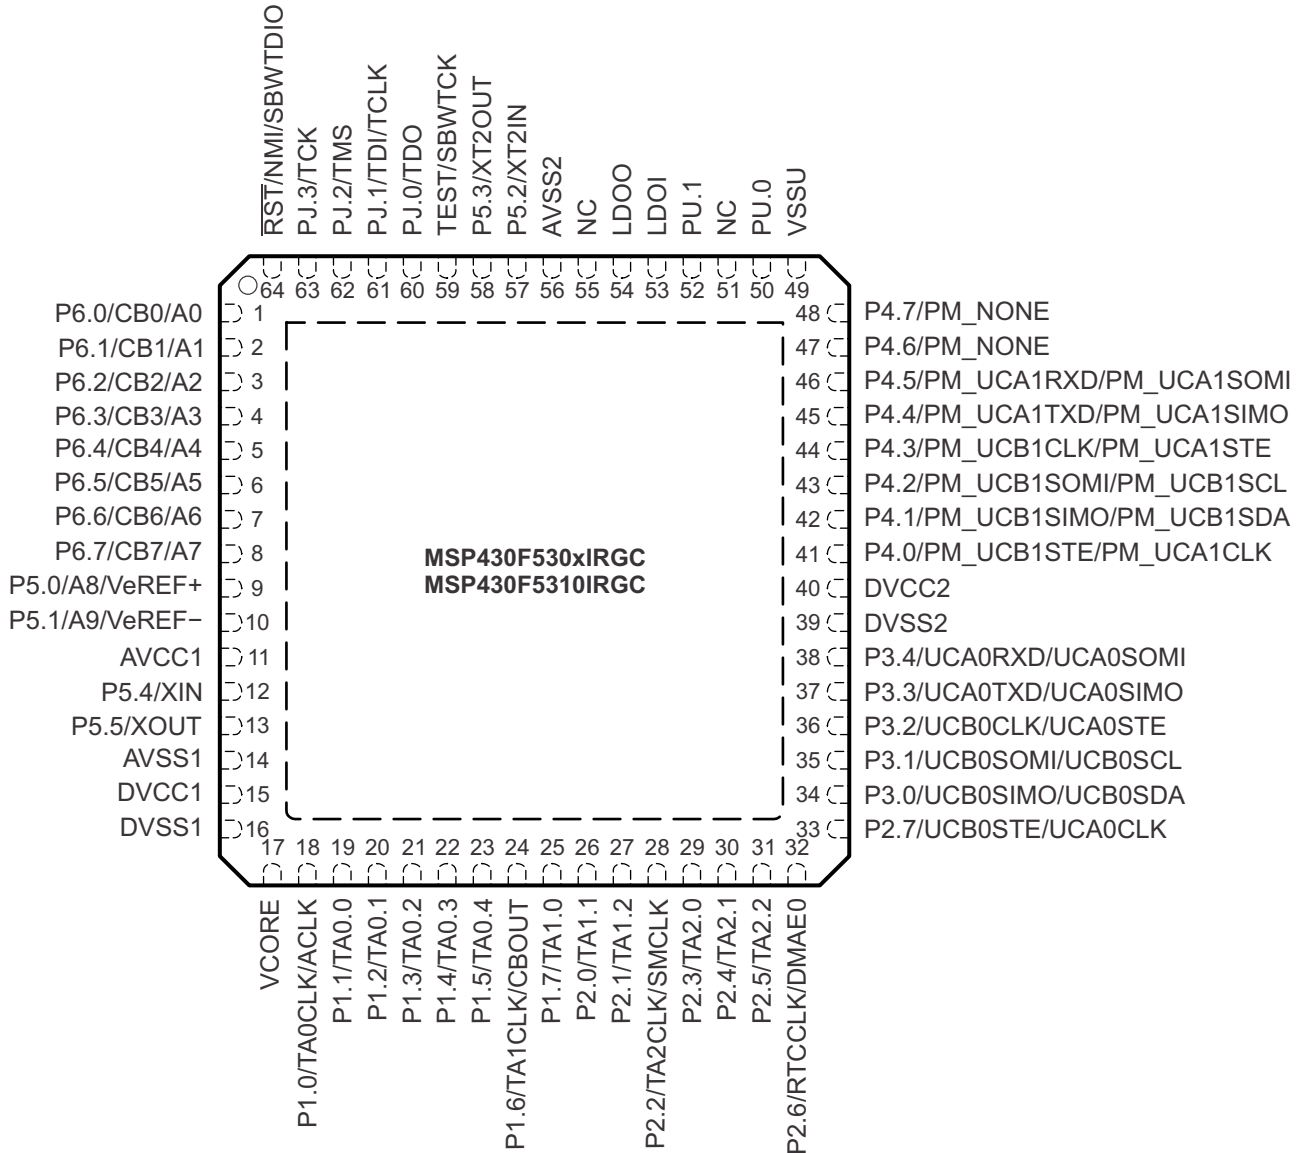 RST/NMI/SBWTDIO
PJ.3/TCK
PJ.2/TMS
PJ.1/TDI/TCLK
PJ.0/TDO
TEST/SBWTCK
P5.3/XT2OUT
P5.2/XT2IN
AVSS2
NC
LDOO
LDOI
PU.1
NC
PU.0
VSSU
64 63 62 61 60 59 58 57 56 55 54 53 52 51 50 49
P6.0/CB0/A0 1
P6.1/CB1/A1 2
P6.2/CB2/A2 3
P6.3/CB3/A3 4
P6.4/CB4/A4 5
P6.5/CB5/A5 6
P6.6/CB6/A6 7
P6.7/CB7/A7 8
P5.0/A8/VeREF+ 9
P5.1/A9/VeREF− 10
AVCC1 11
P5.4/XIN 12
P5.5/XOUT 13
AVSS1 14
DVCC1 15
DVSS1 16
MSP430F530xIRGC
MSP430F5310IRGC
48 P4.7/PM_NONE
47 P4.6/PM_NONE
46 P4.5/PM_UCA1RXD/PM_UCA1SOMI
45 P4.4/PM_UCA1TXD/PM_UCA1SIMO
44 P4.3/PM_UCB1CLK/PM_UCA1STE
43 P4.2/PM_UCB1SOMI/PM_UCB1SCL
42 P4.1/PM_UCB1SIMO/PM_UCB1SDA
41 P4.0/PM_UCB1STE/PM_UCA1CLK
40 DVCC2
39 DVSS2
38 P3.4/UCA0RXD/UCA0SOMI
37 P3.3/UCA0TXD/UCA0SIMO
36 P3.2/UCB0CLK/UCA0STE
35 P3.1/UCB0SOMI/UCB0SCL
34 P3.0/UCB0SIMO/UCB0SDA
33 P2.7/UCB0STE/UCA0CLK
17 18 19 20 21 22 23 24 25 26 27 28 29 30 31 32
VCORE
P1.0/TA0CLK/ACLK
P1.1/TA0.0
P1.2/TA0.1
P1.3/TA0.2
P1.4/TA0.3
P1.5/TA0.4
P1.6/TA1CLK/CBOUT
P1.7/TA1.0
P2.0/TA1.1
P2.1/TA1.2
P2.2/TA2CLK/SMCLK
P2.3/TA2.0
P2.4/TA2.1
P2.5/TA2.2
P2.6/RTCCLK/DMAE0